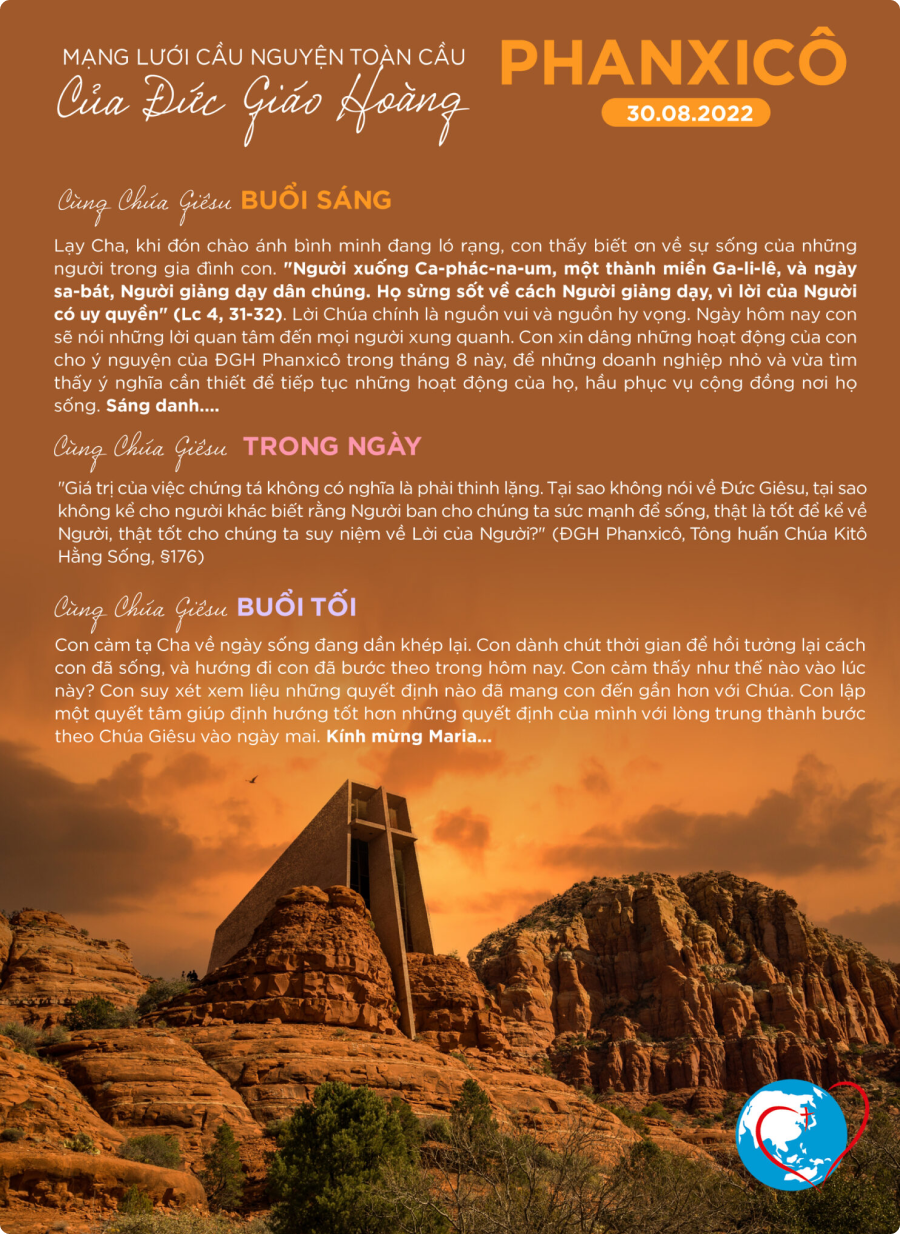 MẠNG LƯỚI CẦU NGUYỆN TOÀN CẦU
Của Đức Giáo Hoàng
PHANXICÔ
30.08.2022
Cùng Chúa Giêsu BUỔI SÁNG
Lạy Cha, khi đón chào ánh bình minh đang ló rạng, con thấy biết ơn về sự sống của những
người trong gia đình con. "Người xuống Ca-phác-na-um, một thành miền Ga-li-lê, và ngày
sa-bát, Người giảng dạy dân chúng. Họ sửng sốt về cách Người giảng dạy, vì lời của Người
có uy quyền" (Lc 4, 31-32). Lời Chúa chính là nguồn vui và nguồn hy vọng. Ngày hôm nay con
sẽ nói những lời quan tâm đến mọi người xung quanh. Con xin dâng những hoạt động của con
cho ý nguyện của ĐGH Phanxicô trong tháng 8 này, để những doanh nghiệp nhỏ và vừa tìm
thấy ý nghĩa cần thiết để tiếp tục những hoạt động của họ, hầu phục vụ cộng đồng nơi họ
sống. Sáng danh....
Cùng Chúa Giêsu TRONG NGÀY
"Giá trị của việc chứng tá không có nghĩa là phải thinh lặng. Tại sao không nói về Đức Giêsu, tại sao
không kể cho người khác biết rằng Người ban cho chúng ta sức mạnh để sống, thật là tốt để kể về
Người, thật tốt cho chúng ta suy niệm về Lời của Người?" (ĐGH Phanxicô, Tông huấn Chúa Kitô
Hằng Sống, §176)
Cùng Chúa Giêsu BUỔI TỐI
Con cảm tạ Cha về ngày sống đang dần khép lại. Con dành chút thời gian để hồi tưởng lại cách
con đã sống, và hướng đi con đã bước theo trong hôm nay. Con cảm thấy như thế nào vào lúc
này? Con suy xét xem liệu những quyết định nào đã mang con đến gần hơn với Chúa. Con lập
một quyết tâm giúp định hướng tốt hơn những quyết định của mình với lòng trung thành bước
theo Chúa Giêsu vào ngày mai. Kính mừng Maria...